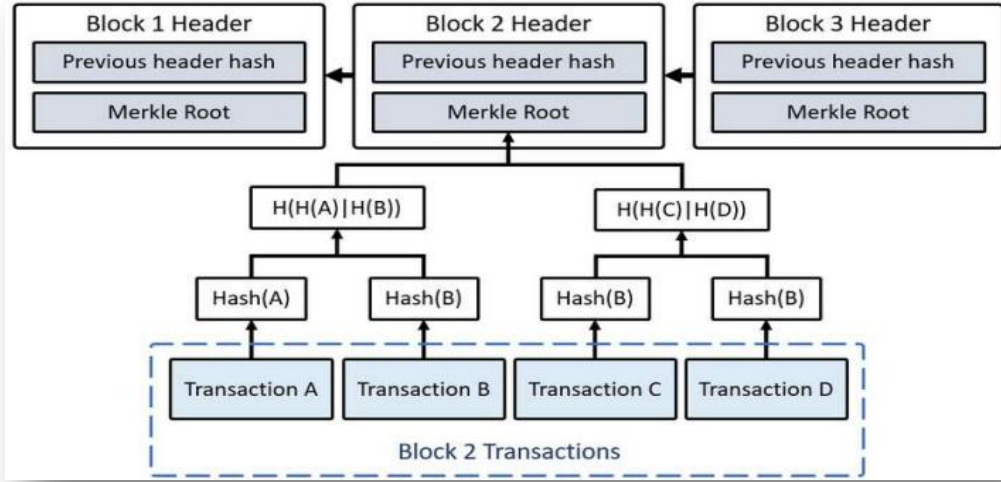 Block 1 Header
Previous header hash
Merkle Root
Block 2 Header
Previous header hash
Merkle Root
Block 3 Header
Previous header hash
Merkle Root
H(H(A)|H(B))
H(H(C)|H(D))
Hash(A)
Hash(B)
Hash(B)
Hash(B)
Transaction A
Transaction B
Transaction C
Transaction D
Block 2 Transactions